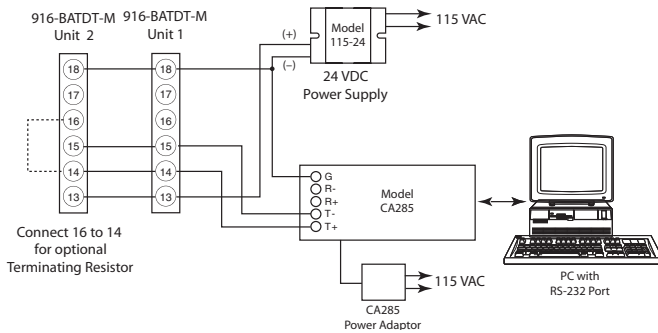 916-BATDT-M
Unit 2
916-BATDT-M
Unit 1
18
17
16
15
14
13
18
17
16
15
14
13
Connect 16 to 14
for optional
Terminating Resistor
(+)
(−)
Model
115-24
115 VAC
24 VDC
Power Supply
G
R-
R+
T-
T+
Model
CA285
115 VAC
CA285
Power Adaptor
PC with
RS-232 Port